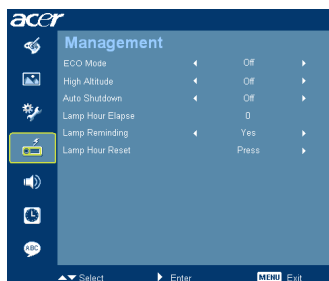 acer
Management
ECO Mode Off
High Altitude Off
Auto Shutdown Off
Lamp Hour Elapse 0
Lamp Reminding Yes
Lamp Hour Reset Press
ABC
Select Enter MENU Exit